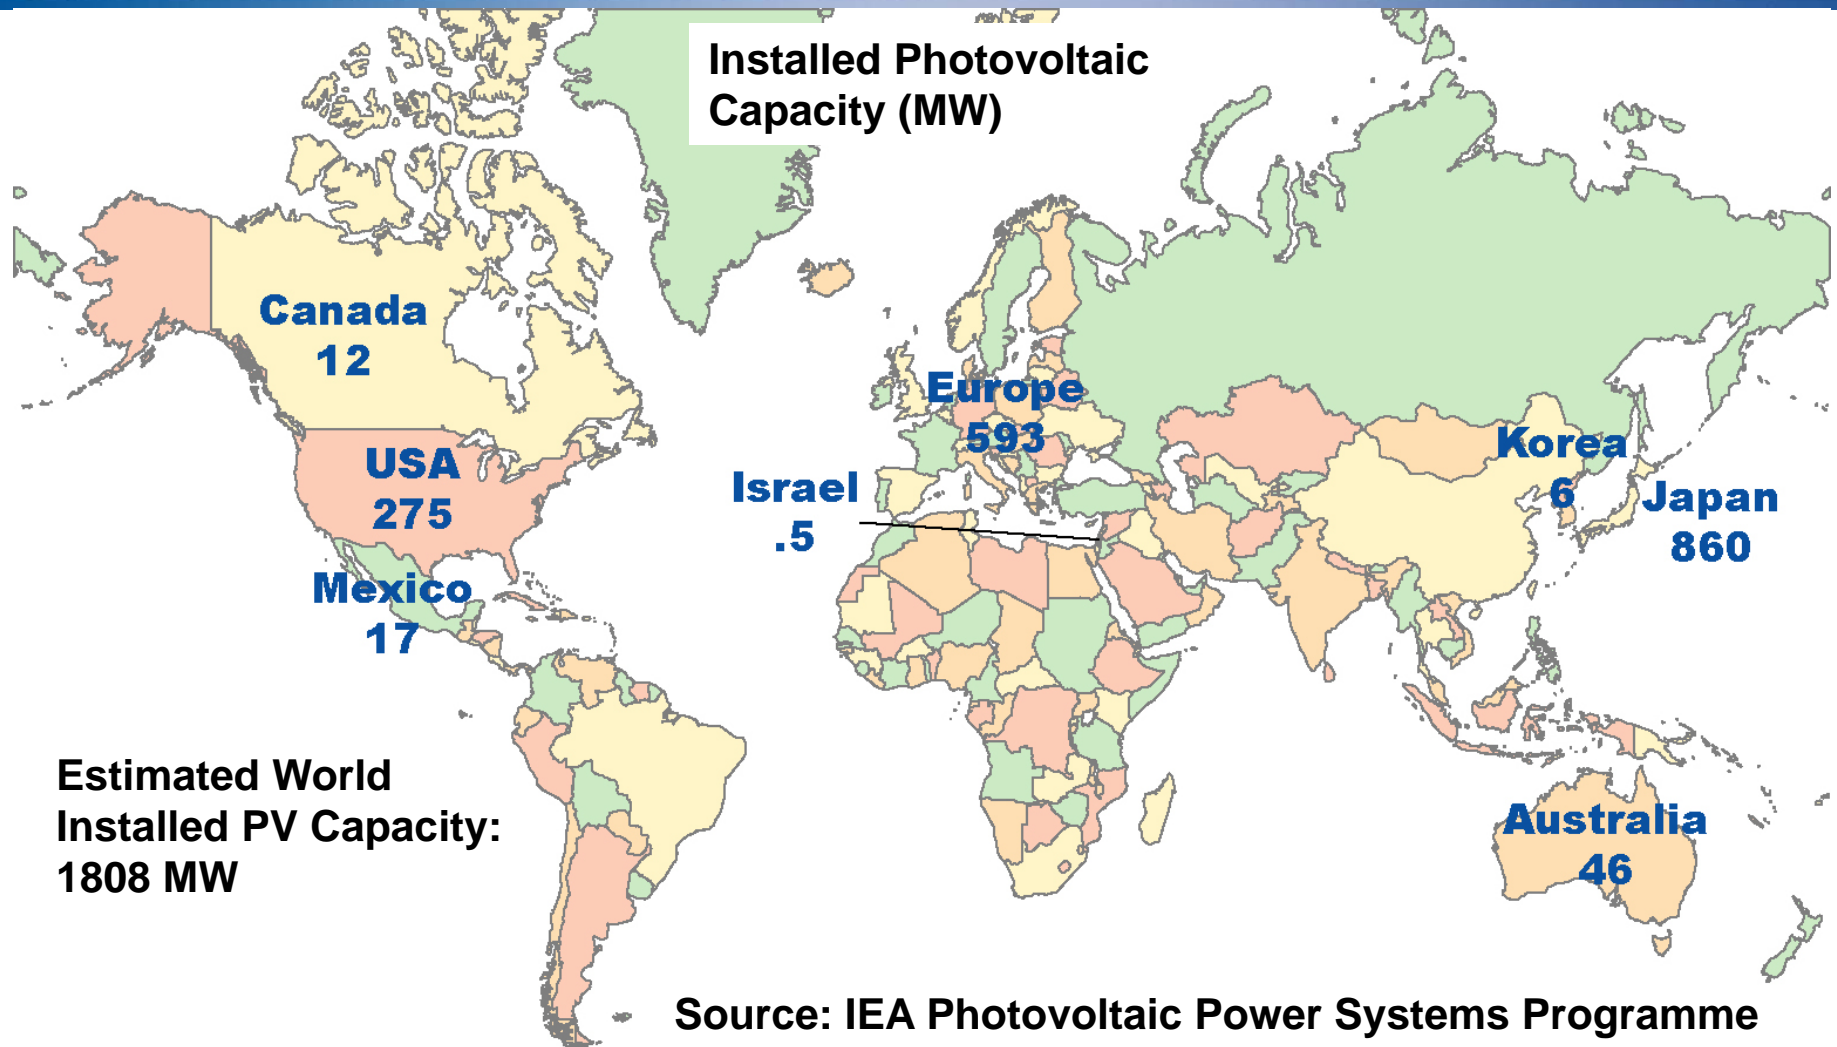 Installed Photovoltaic
Capacity (MW)
Canada
12
Europe
593
USA
275
Korea
6
Israel
.5
Japan
860
Mexico
17
Estimated World
Installed PV Capacity:
1808 MW
Australia
46
Source: IEA Photovoltaic Power Systems Programme